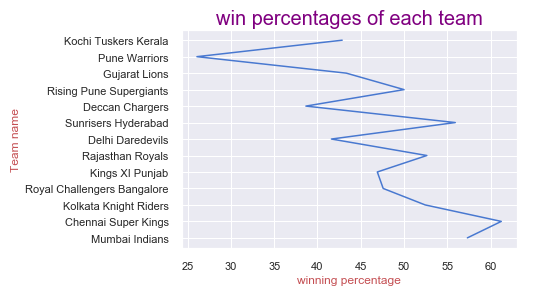 win percentages of each team
Kochi Tuskers Kerala
Pune Warriors
Gujarat Lions
Rising Pune Supergiants
Deccan Chargers
Sunrisers Hyderabad
Delhi Daredevils
Rajasthan Royals
Kings XI Punjab
Royal Challengers Bangalore
Kolkata Knight Riders
Chennai Super Kings
Mumbai Indians
Team name
25 30 35 40 45 50 55 60
winning percentage